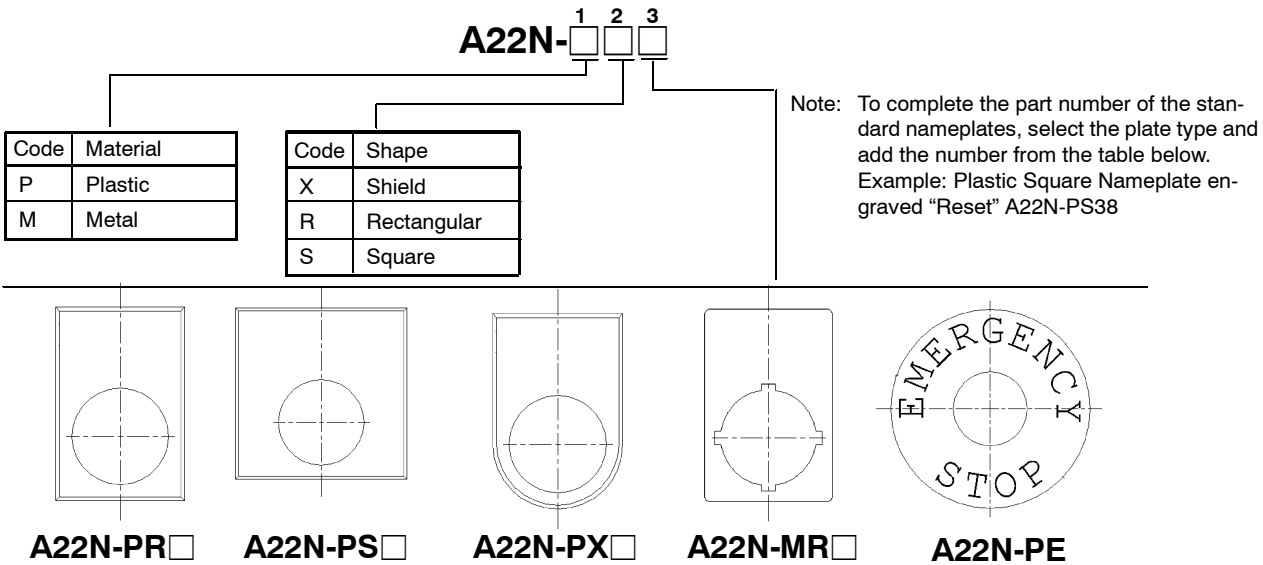 1 2 3
A22N-□□□
Code Material
P Plastic
M Metal
Code Shape
X Shield
R Rectangular
S Square
Note: To complete the part number of the stan-
dard nameplates, select the plate type and
add the number from the table below.
Example: Plastic Square Nameplate en-
graved “Reset” A22N-PS38
EMERGENCY
STOP
A22N-PR□ A22N-PS□ A22N-PX□ A22N-MR□ A22N-PE